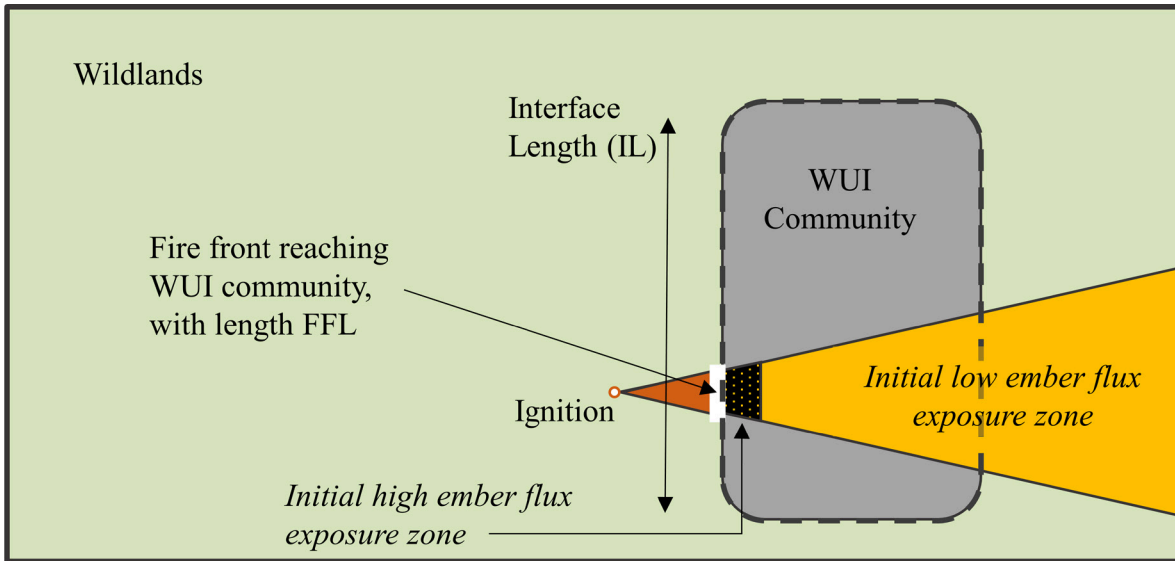 Wildlands
Interface
Length (IL)
WUI
Community
Fire front reaching
WUI community,
with length FFL
Ignition
Initial low ember flux
exposure zone
Initial high ember flux
exposure zone